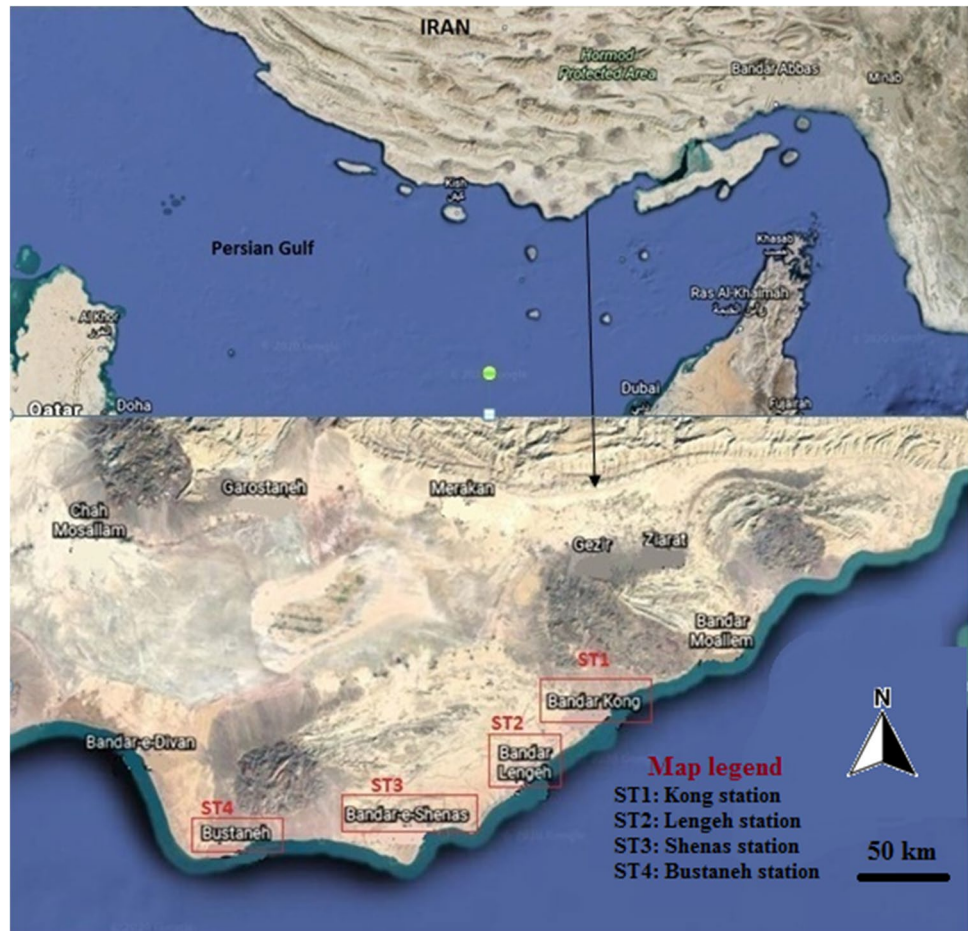 IRAN
Hormod
Protected Area
Bandar Abbas
Minab
Kish
کیش
Persian Gulf
Khasab
خصب
Ras Al-Khaimah
رأس الخيمة
Al Khor
الخور
Dubai
دبي
Qatar
Doha
Fujairah
Garostaneh
Merakan
Chah
Mosallam
Gezir
Ziarat
Bandar
Moallem
ST1
Bandar Kong
ST2
Bandar
Lengeh
Bandar-e-Divan
ST3
Bandar-e-Shenas
ST4
Bustaneh
N
Map legend
ST1: Kong station
ST2: Lengeh station
ST3: Shenas station
ST4: Bustaneh station
50 km